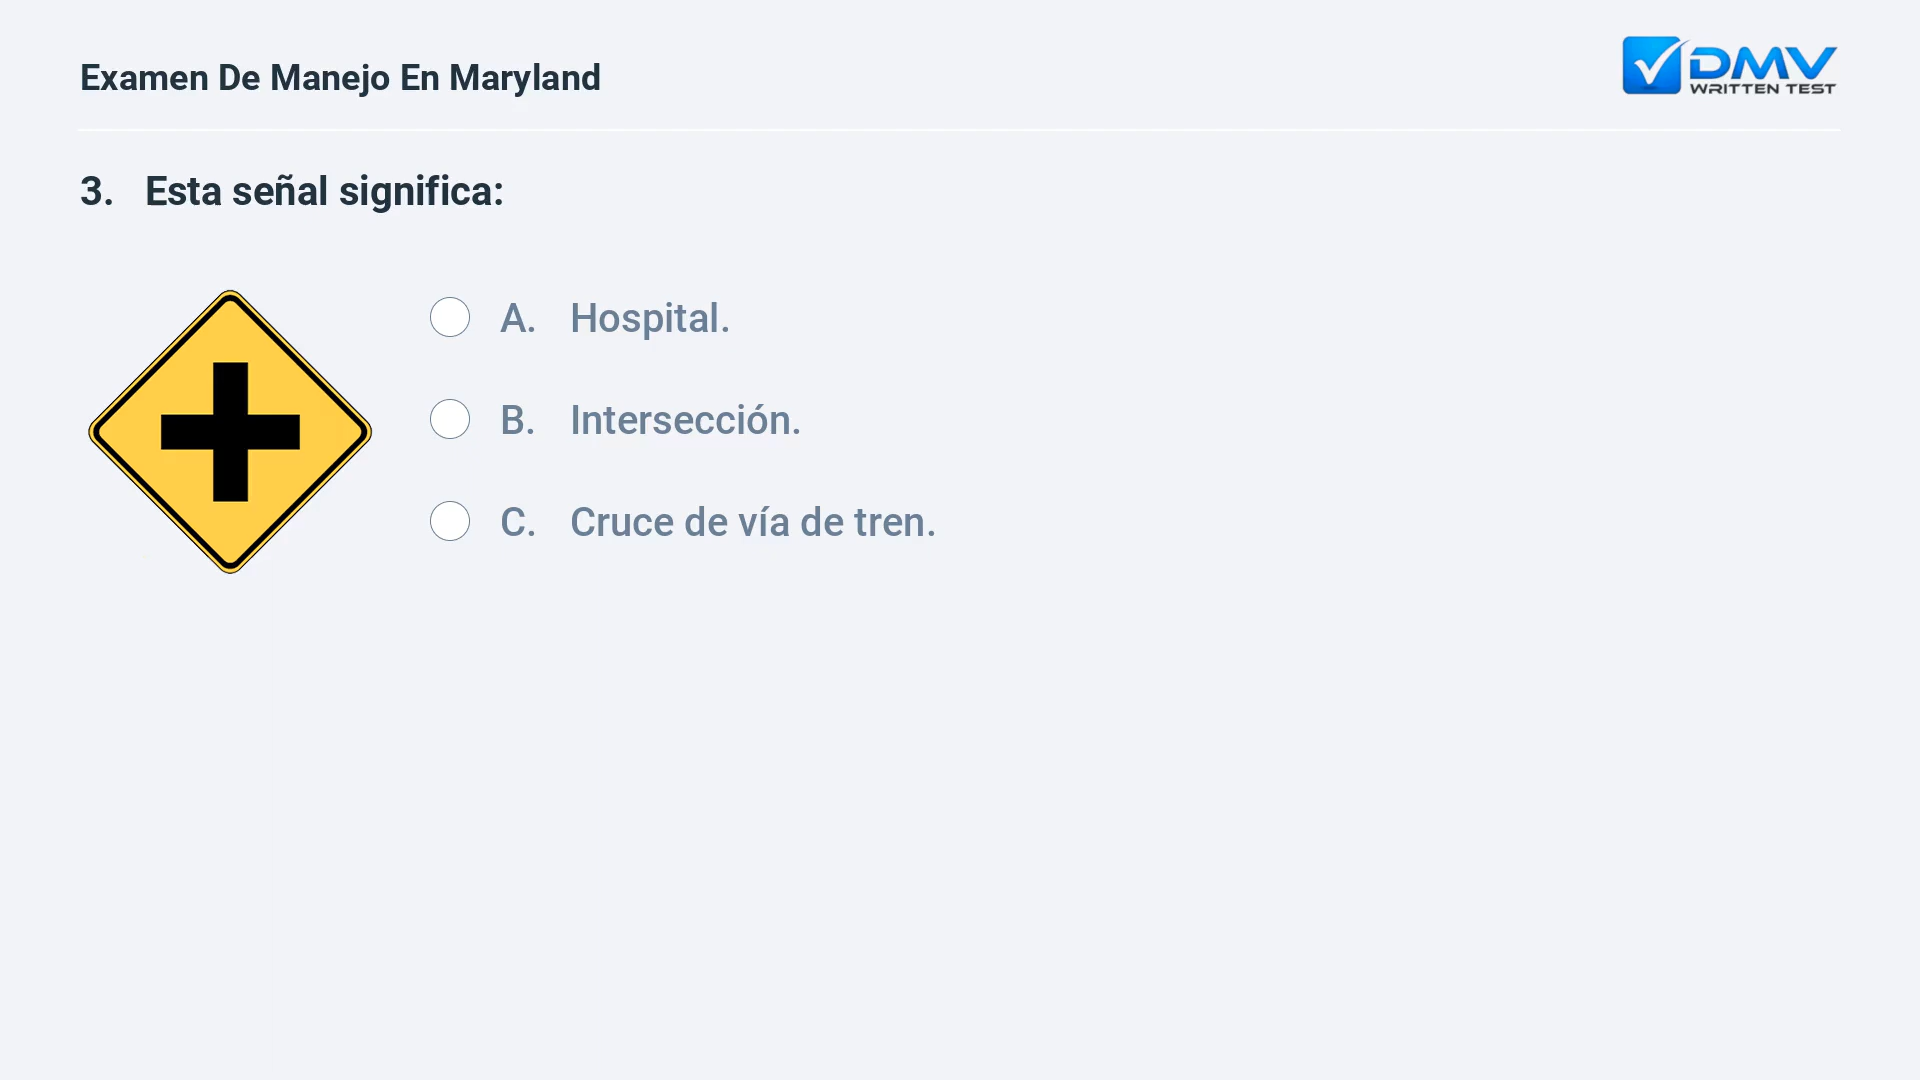 Examen De Manejo En Maryland
DMV
WRITTEN TEST
3. Esta señal significa:
A. Hospital.
B. Intersección.
C. Cruce de vía de tren.